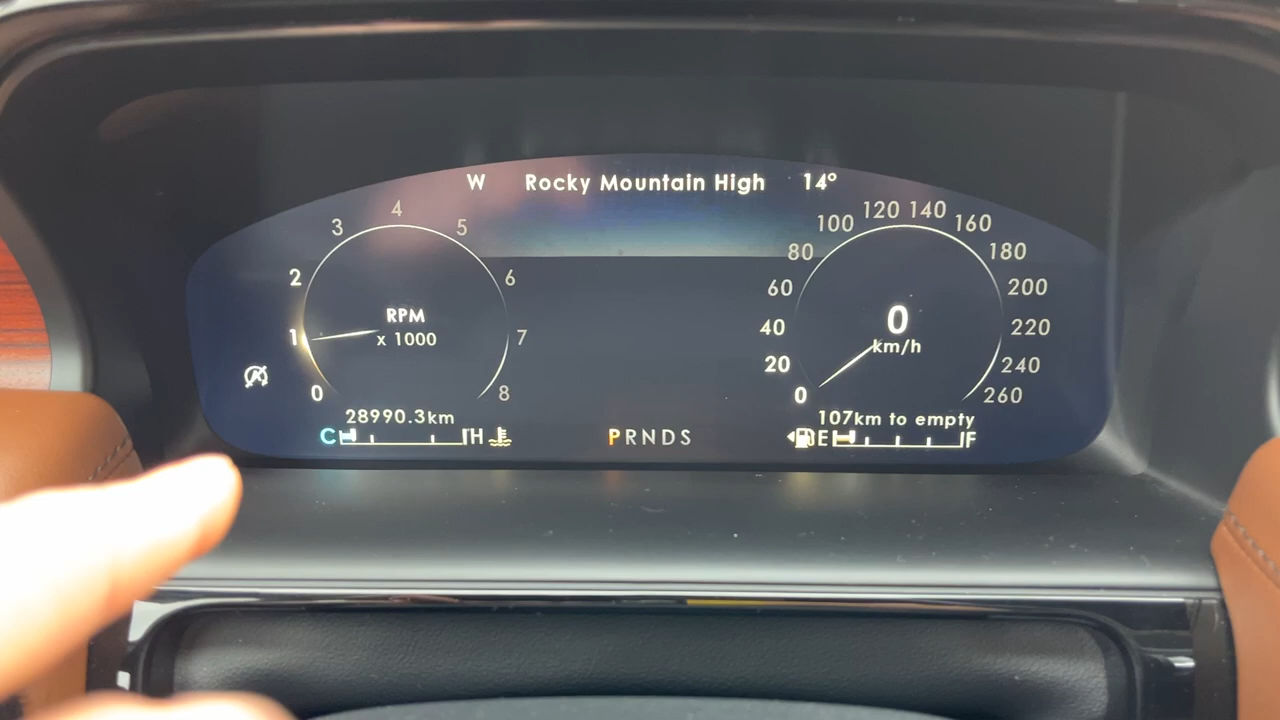 W Rocky Mountain High 14°
0 1 2 3 4 5 6 7 8
RPM
x 1000
28990.3km
C H
PRNDS
0 20 40 60 80 100 120 140 160 180 200 220 240 260
0
km/h
107km to empty
E F